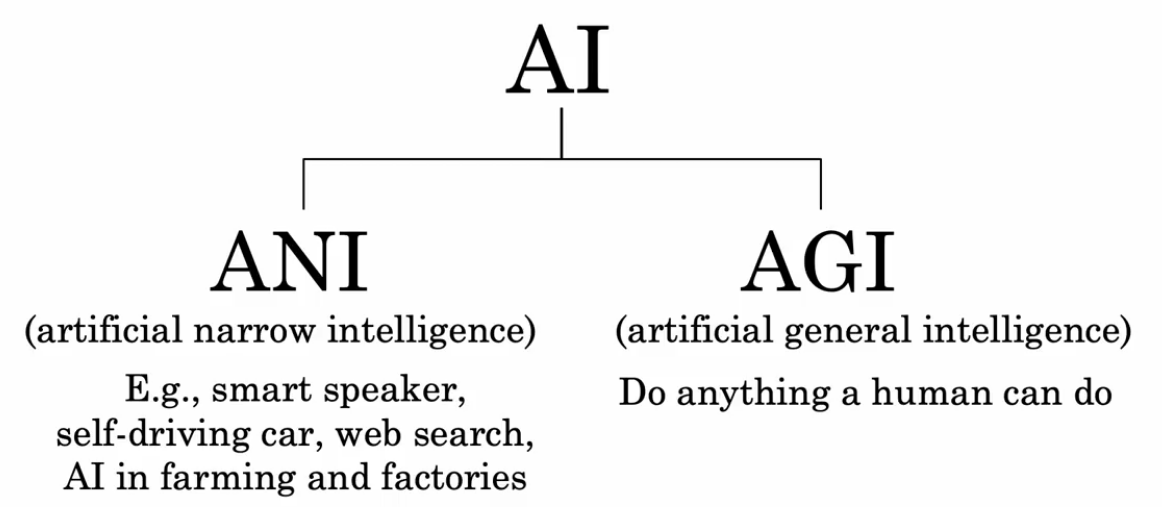 AI
ANI
(artificial narrow intelligence)
E.g., smart speaker,
self-driving car, web search,
AI in farming and factories
AGI
(artificial general intelligence)
Do anything a human can do